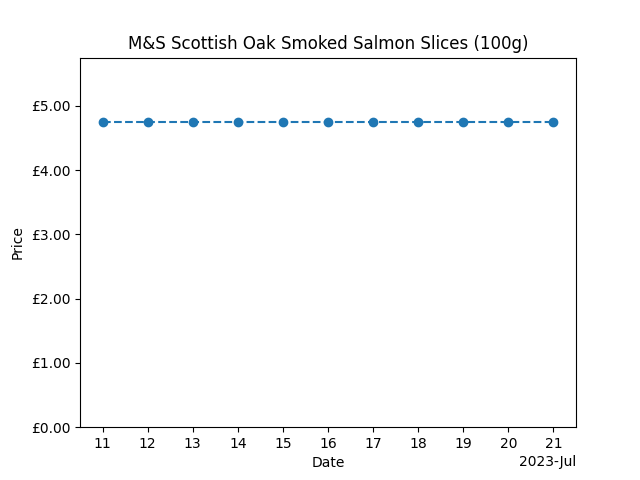 M&S Scottish Oak Smoked Salmon Slices (100g)
£5.00
£4.00
£3.00
£2.00
£1.00
£0.00
Price
11 12 13 14 15 16 17 18 19 20 21
Date
2023-Jul